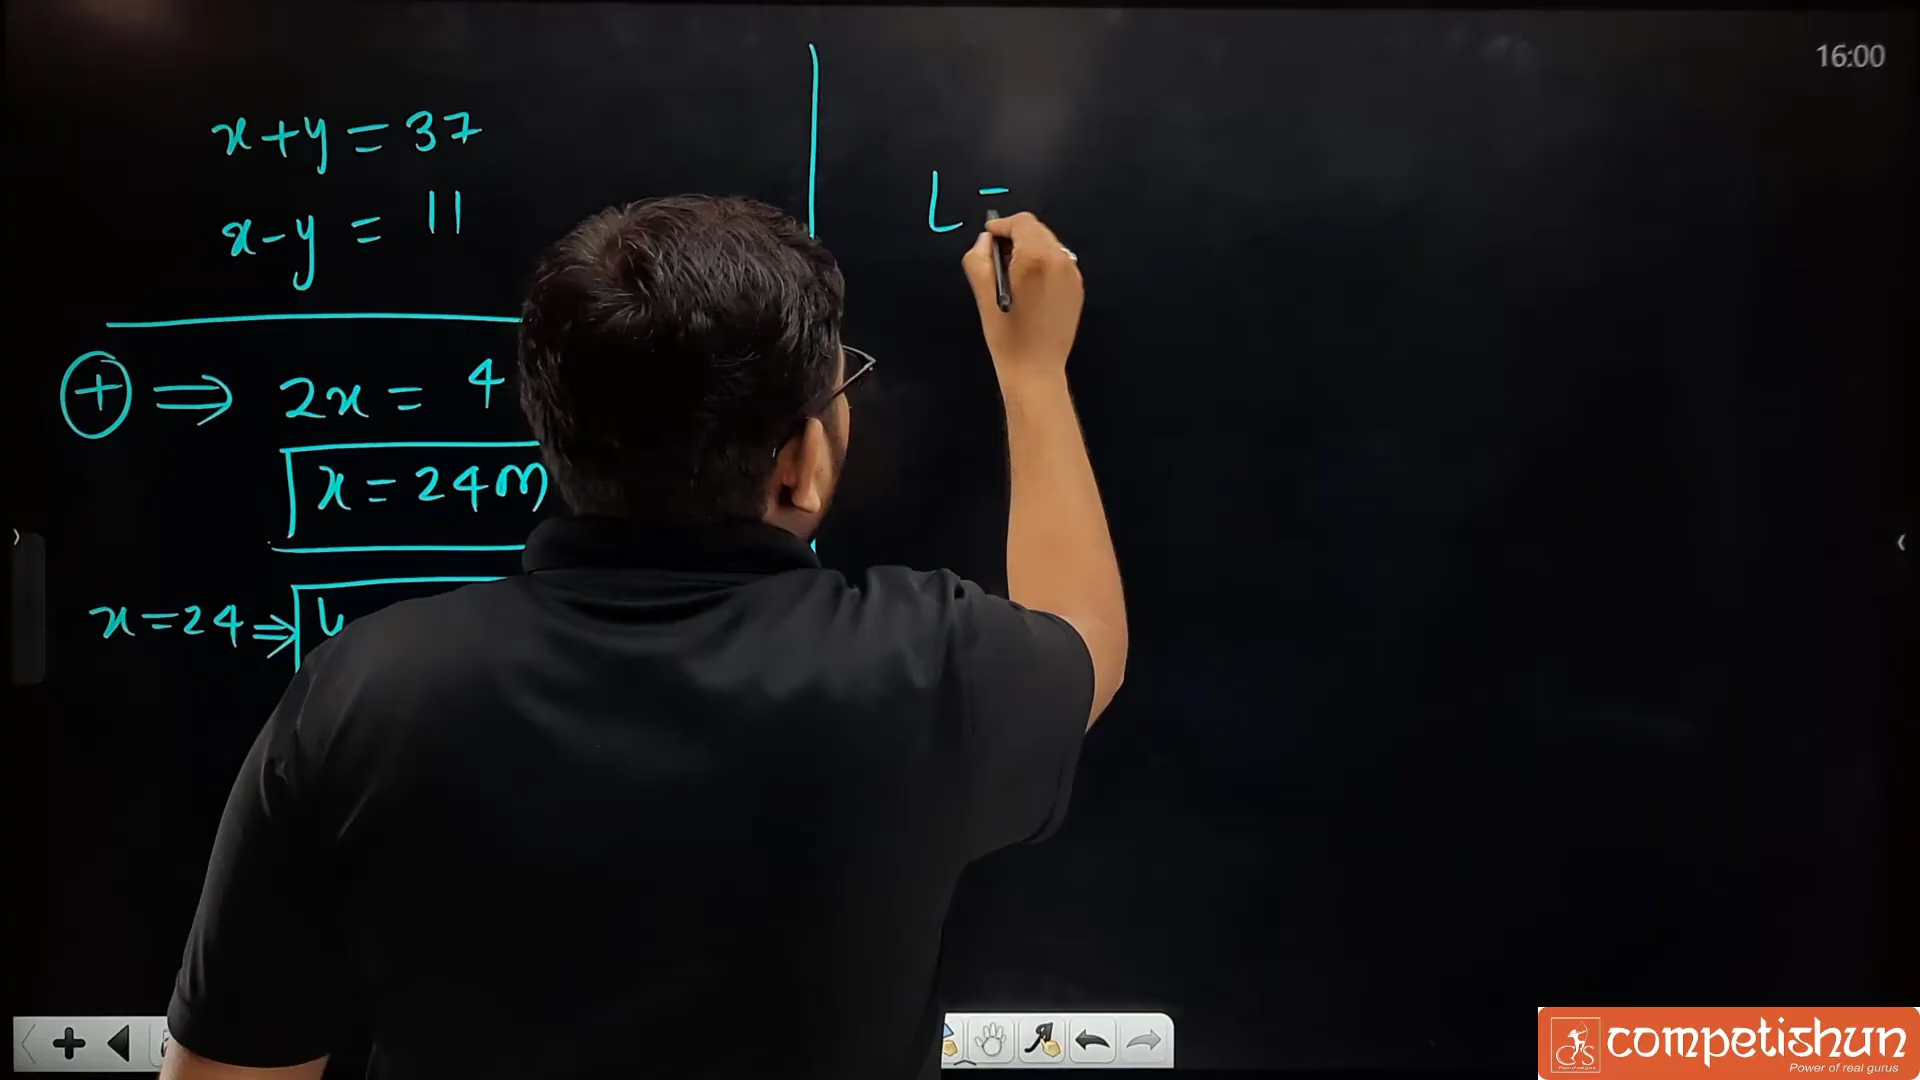 x+y=37
x-y = 11
+ ⇒ 2x = 4
x=24m
x=24 ⇒
L -
16:00
competishun
Power of real gurus